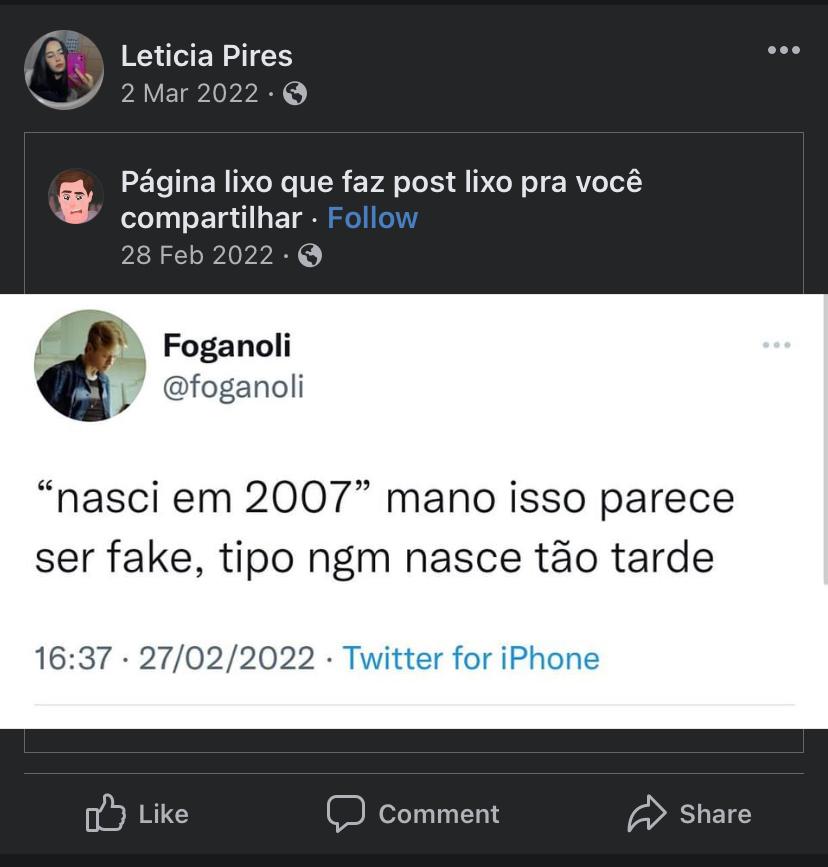 Leticia Pires
2 Mar 2022 ·
Página lixo que faz post lixo pra você
compartilhar · Follow
28 Feb 2022 ·
Foganoli
@foganoli
“nasci em 2007” mano isso parece
ser fake, tipo ngm nasce tão tarde
16:37 · 27/02/2022 · Twitter for iPhone
Like Comment Share